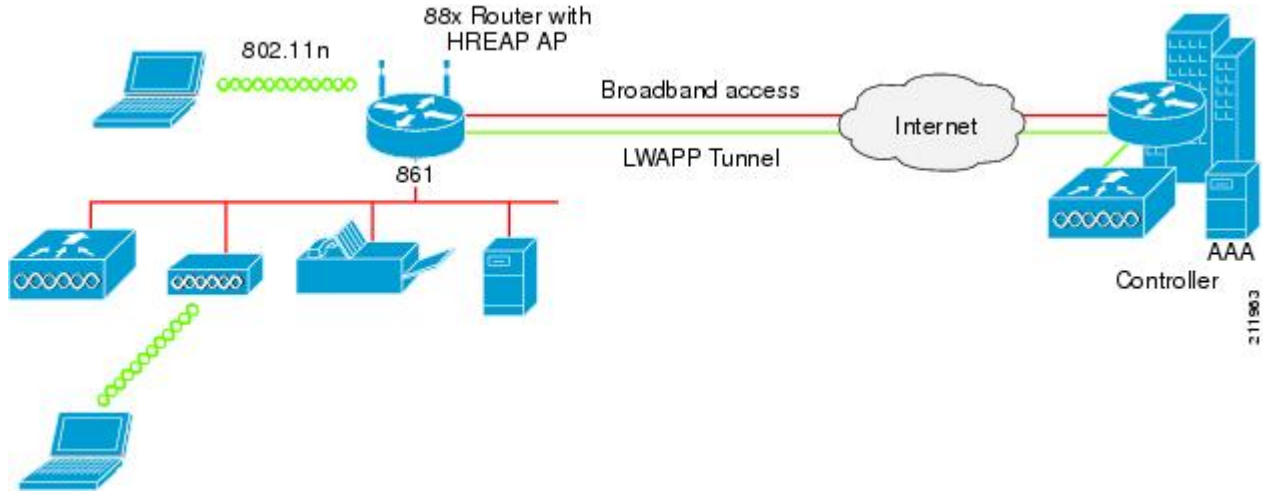 88x Router with
HREAP AP
802.11n
Broadband access
Internet
LWAPP Tunnel
861
AAA
Controller
211963